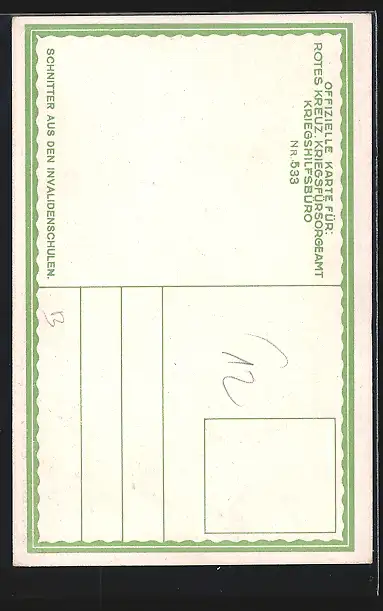 OFFIZIELLE KARTE FÜR:
ROTES KREUZ, KRIEGSFÜRSORGEAMT
KRIEGSHILFSBÜRO
NR. 533
SCHNITTER AUS DEN INVALIDENSCHULEN.
B
12